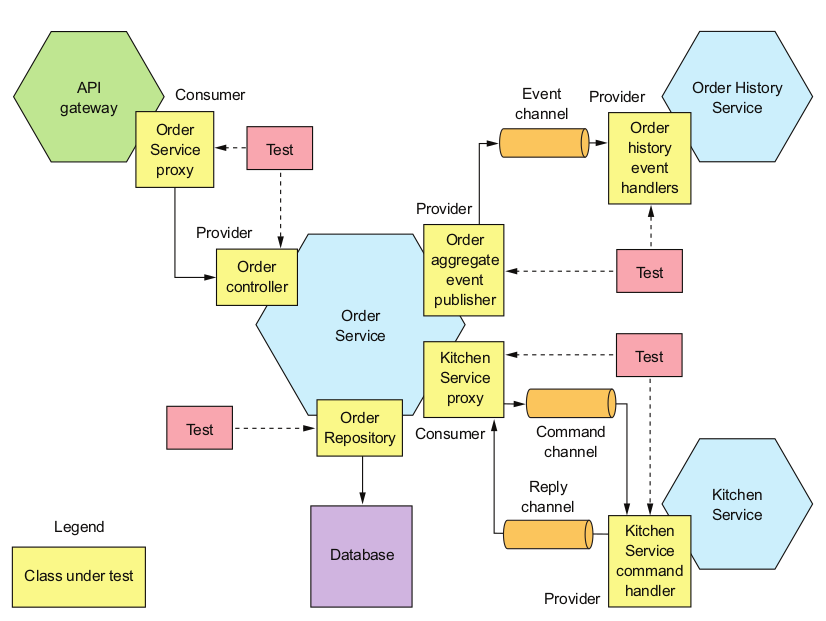 API
gateway
Consumer
Order
Service
proxy
Test
Provider
Order
controller
Order
Service
Event
channel
Provider
Order
history
event
handlers
Order History
Service
Provider
Order
aggregate
event
publisher
Test
Kitchen
Service
proxy
Test
Consumer
Command
channel
Test
Order
Repository
Reply
channel
Kitchen
Service
Kitchen
Service
command
handler
Provider
Database
Legend
Class under test